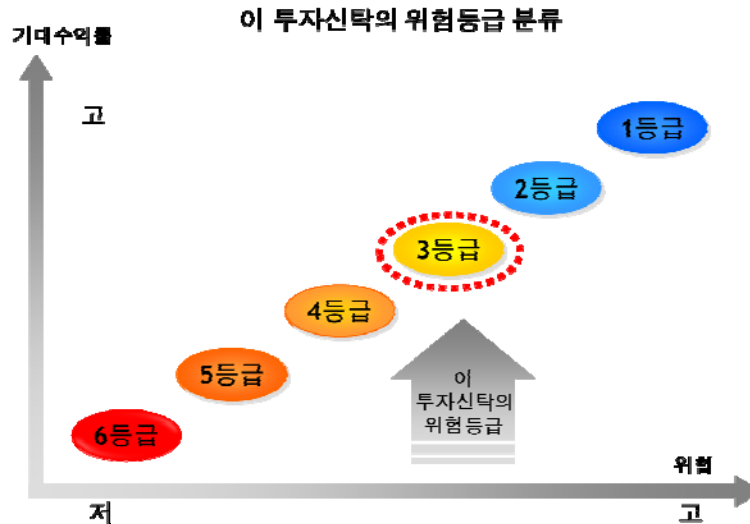 이 투자신탁의 위험등급 분류
기대수익률
고
1등급
2등급
3등급
4등급
5등급
6등급
이
투자신탁의
위험등급
위험
저
고